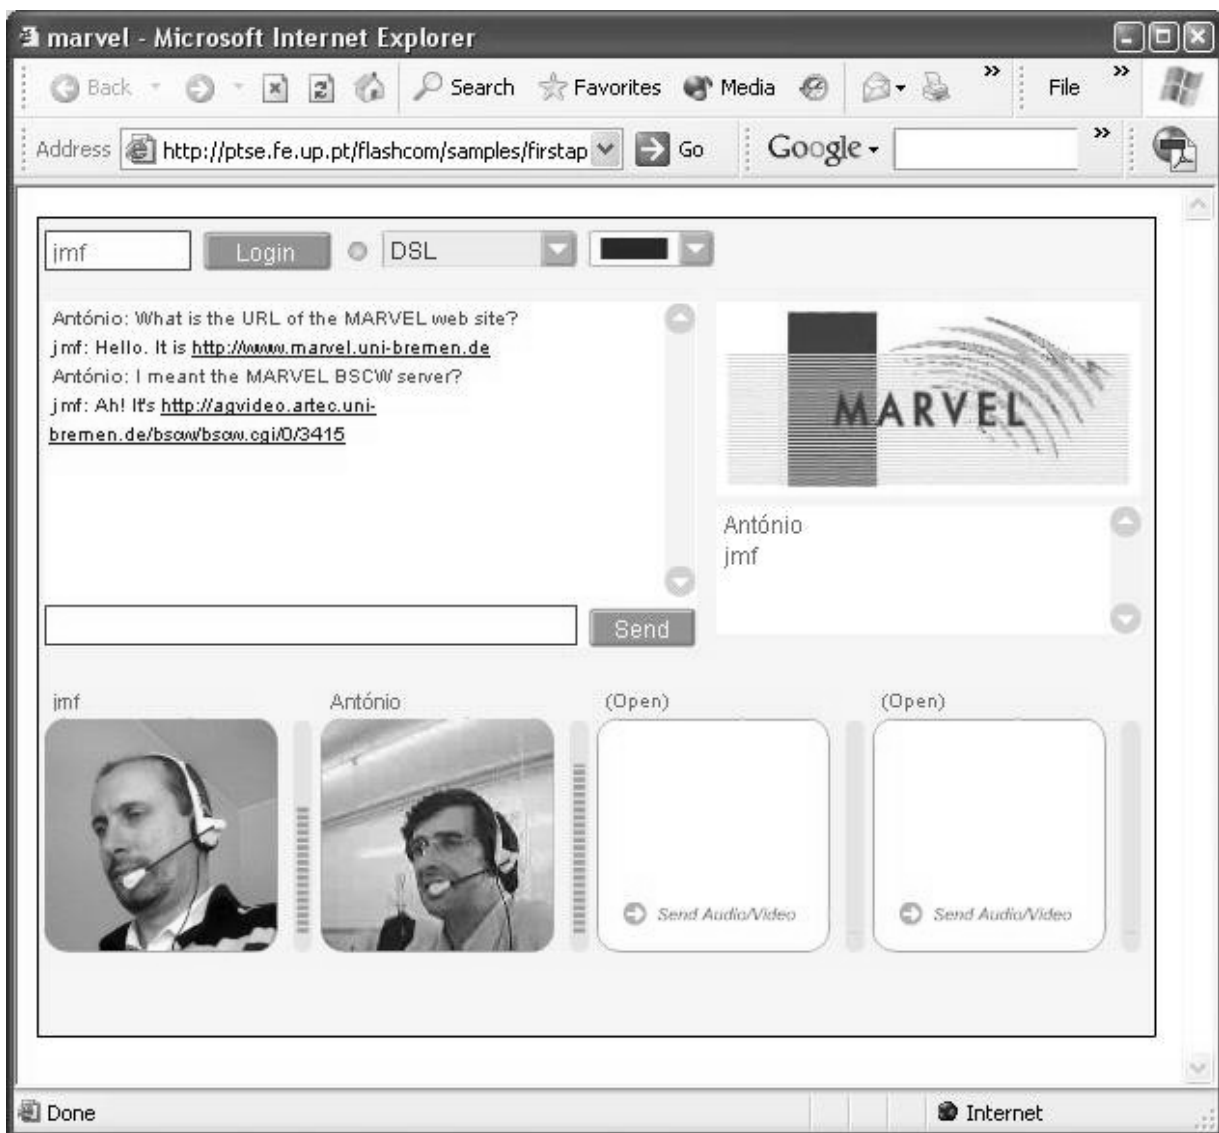 marvel - Microsoft Internet Explorer
Back Search Favorites Media » File »
Address http://ptse.fe.up.pt/flashcom/samples/firstap Go Google »
jmf Login DSL
António: What is the URL of the MARVEL web site?
jmf: Hello. It is http://www.marvel.uni-bremen.de
António: I meant the MARVEL BSCW server?
jmf: Ah! It's http://agvideo.artec.uni-
bremen.de/bscw/bscw.cgi/0/3415
MARVEL
António
jmf
Send
jmf António (Open) (Open)
Send Audio/Video Send Audio/Video
Done Internet